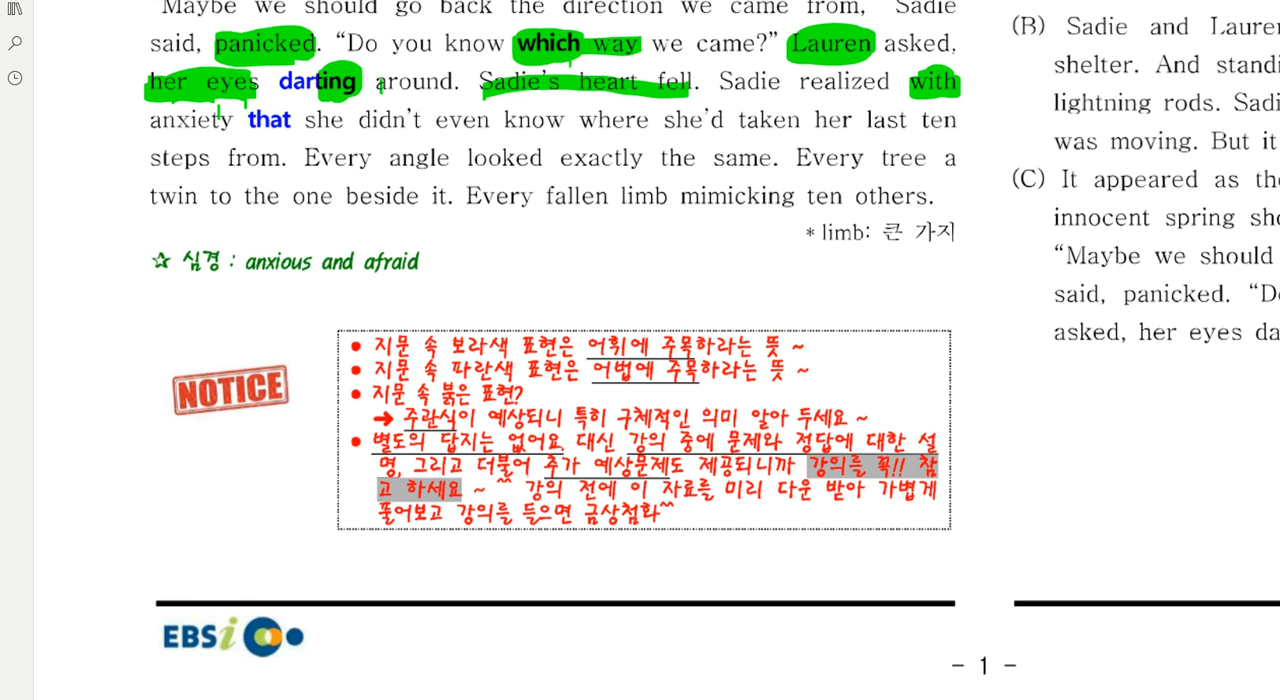 "Maybe we should go back the direction we came from," Sadie
said, panicked. “Do you know which way we came?” Lauren asked,
her eyes darting around. Sadie’s heart fell. Sadie realized with
anxiety that she didn’t even know where she’d taken her last ten
steps from. Every angle looked exactly the same. Every tree a
twin to the one beside it. Every fallen limb mimicking ten others.
* limb: 큰 가지
☆ 심경 : anxious and afraid
NOTICE
● 지문 속 보라색 표현은 어휘에 주목하라는 뜻 ~
● 지문 속 파란색 표현은 어법에 주목하라는 뜻 ~
● 지문 속 붉은 표현?
➔ 주관식이 예상되니 특히 구체적인 의미 알아 두세요 ~
● 별도의 답지는 없어요. 대신 강의 중에 문제와 정답에 대한 설
명, 그리고 더불어 추가 예상문제도 제공되니까 강의를 꼭!! 참
고 하세요 ~ ^^ 강의 전에 이 자료를 미리 다운 받아 가볍게
풀어보고 강의를 들으면 금상첨화^^
EBSi
- 1 -
(B) Sadie and Lauren
shelter. And standi
lightning rods. Sadi
was moving. But it
(C) It appeared as the
innocent spring sho
“Maybe we should
said, panicked. “Do
asked, her eyes da